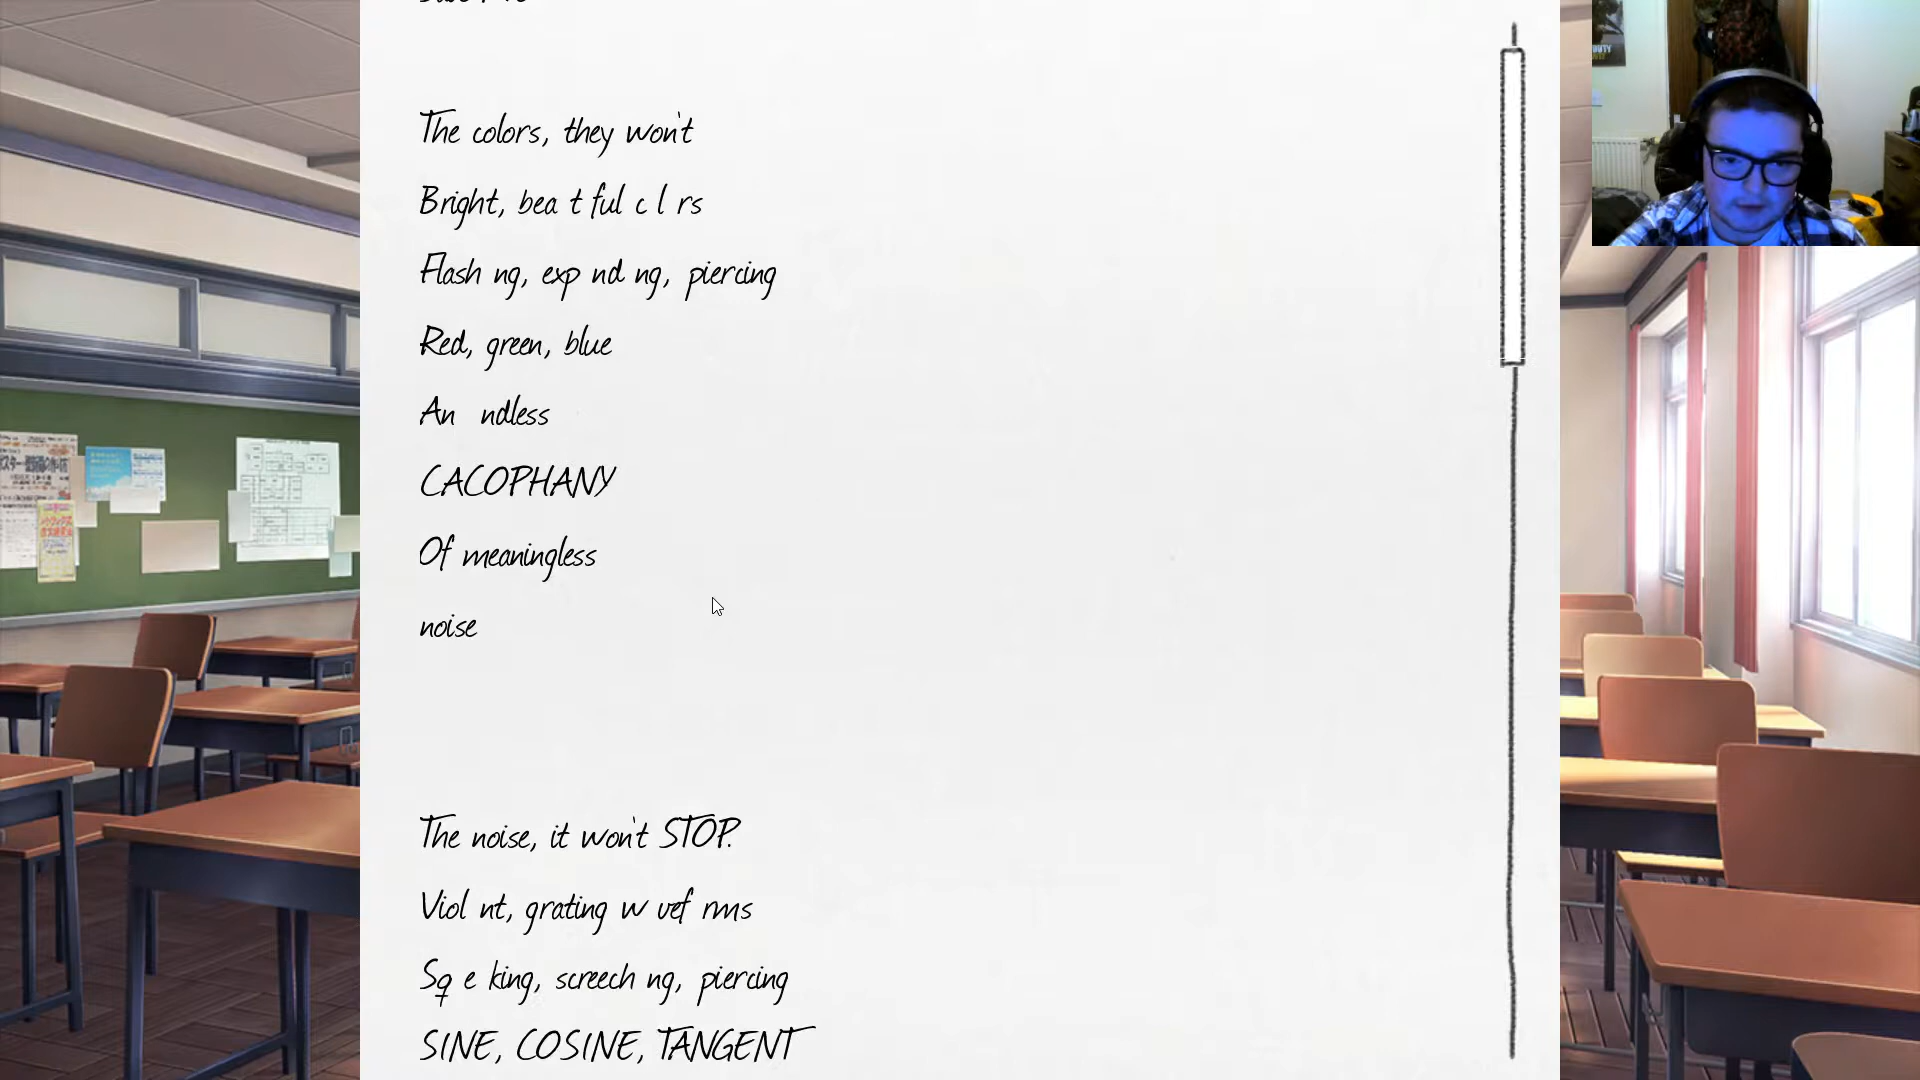 The colors, they won't
Bright, bea t ful c l rs
Flash ng, exp nd ng, piercing
Red, green, blue
An   ndless
CACOPHANY
Of meaningless
noise
The noise, it won't STOP.
Viol nt, grating w vef rms
Sq e king, screech ng, piercing
SINE, COSINE, TANGENT